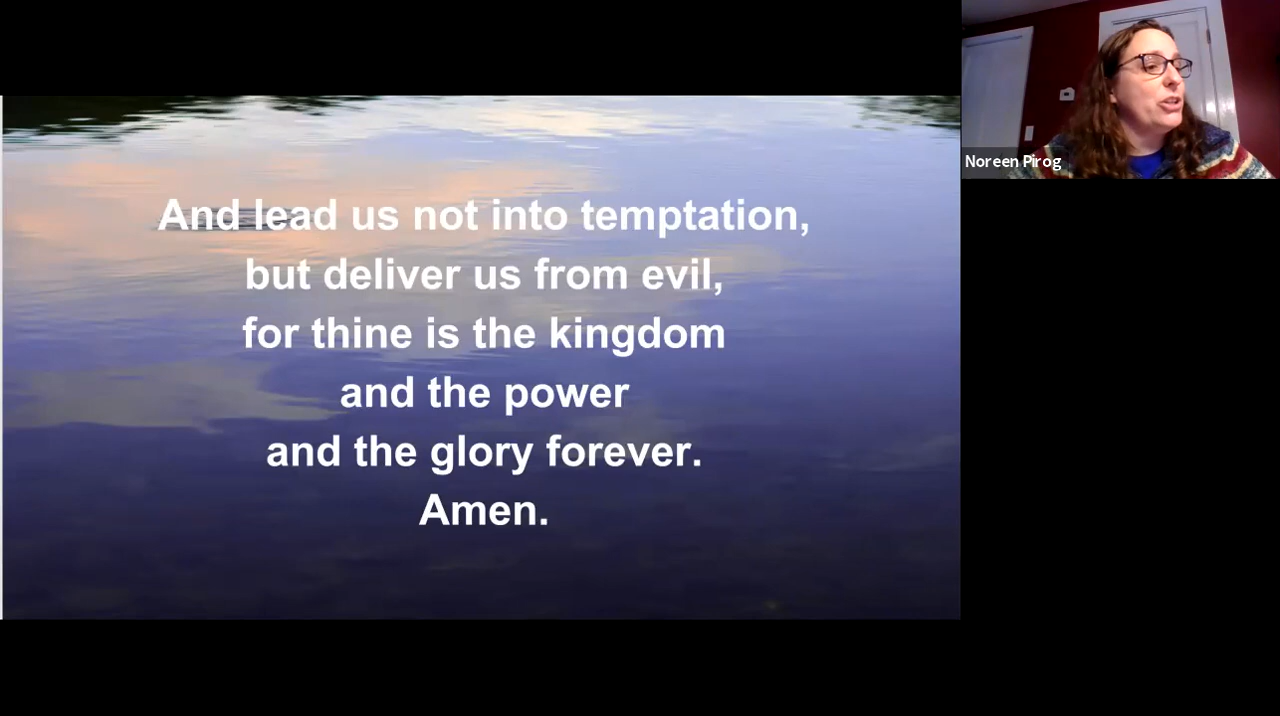 And lead us not into temptation,
but deliver us from evil,
for thine is the kingdom
and the power
and the glory forever.
Amen.
Noreen Pirog